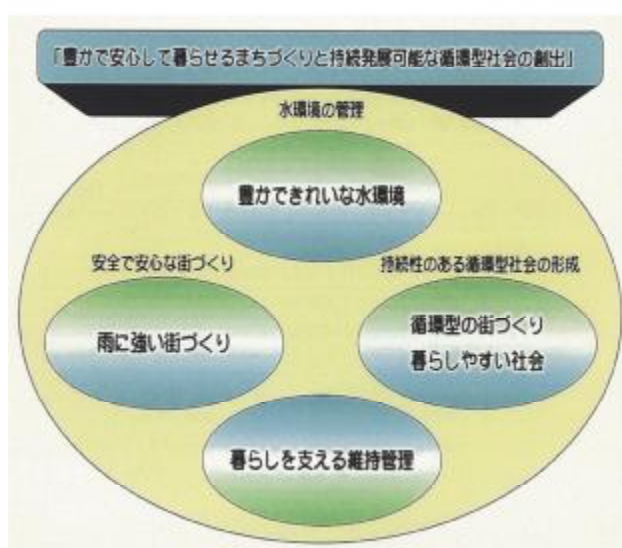 「豊かで安心して暮らせるまちづくりと持続発展可能な循環型社会の創出」
水環境の管理
豊かできれいな水環境
安全で安心な街づくり
持続性のある循環型社会の形成
雨に強い街づくり
循環型の街づくり
暮らしやすい社会
暮らしを支える維持管理